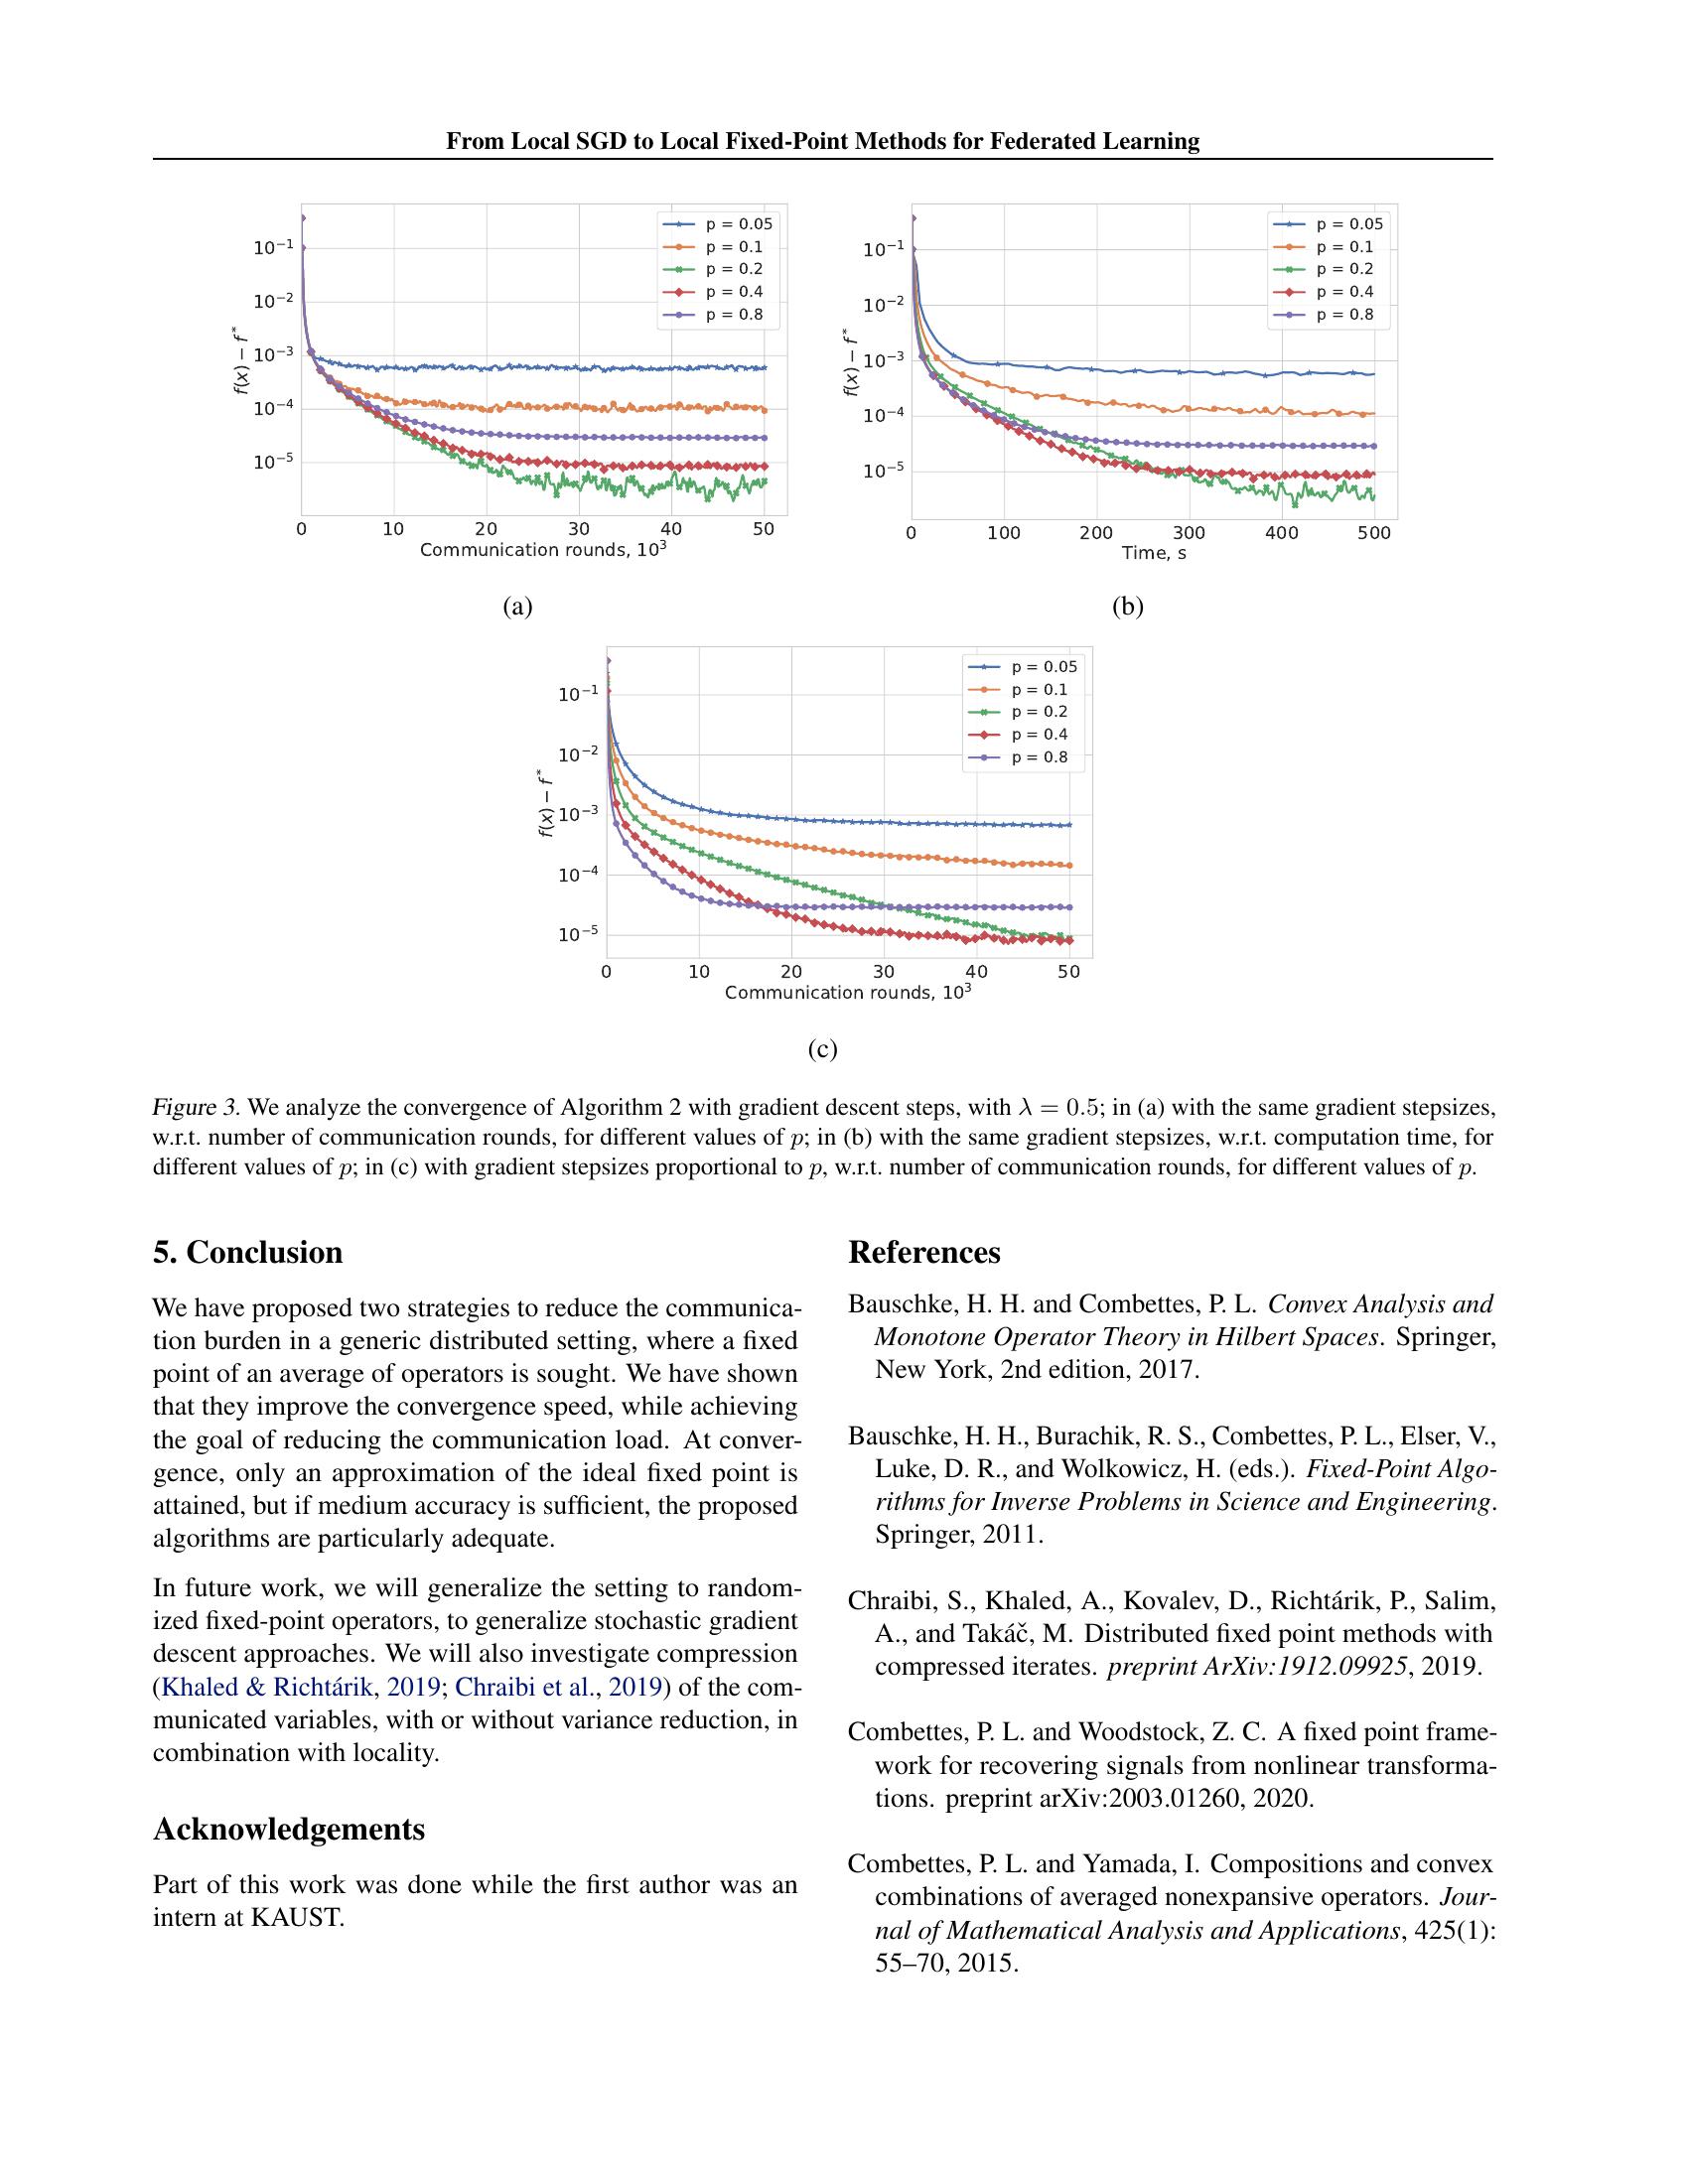 From Local SGD to Local Fixed-Point Methods for Federated Learning
f(x) − f*
10⁻¹
10⁻²
10⁻³
10⁻⁴
10⁻⁵
p = 0.05
p = 0.1
p = 0.2
p = 0.4
p = 0.8
0 10 20 30 40 50
Communication rounds, 10³
(a)
f(x) − f*
10⁻¹
10⁻²
10⁻³
10⁻⁴
10⁻⁵
p = 0.05
p = 0.1
p = 0.2
p = 0.4
p = 0.8
0 100 200 300 400 500
Time, s
(b)
f(x) − f*
10⁻¹
10⁻²
10⁻³
10⁻⁴
10⁻⁵
p = 0.05
p = 0.1
p = 0.2
p = 0.4
p = 0.8
0 10 20 30 40 50
Communication rounds, 10³
(c)
Figure 3. We analyze the convergence of Algorithm 2 with gradient descent steps, with λ = 0.5; in (a) with the same gradient stepsizes,
w.r.t. number of communication rounds, for different values of p; in (b) with the same gradient stepsizes, w.r.t. computation time, for
different values of p; in (c) with gradient stepsizes proportional to p, w.r.t. number of communication rounds, for different values of p.
5. Conclusion
We have proposed two strategies to reduce the communica-
tion burden in a generic distributed setting, where a fixed
point of an average of operators is sought. We have shown
that they improve the convergence speed, while achieving
the goal of reducing the communication load. At conver-
gence, only an approximation of the ideal fixed point is
attained, but if medium accuracy is sufficient, the proposed
algorithms are particularly adequate.
In future work, we will generalize the setting to random-
ized fixed-point operators, to generalize stochastic gradient
descent approaches. We will also investigate compression
(Khaled & Richtárik, 2019; Chraibi et al., 2019) of the com-
municated variables, with or without variance reduction, in
combination with locality.
Acknowledgements
Part of this work was done while the first author was an
intern at KAUST.
References
Bauschke, H. H. and Combettes, P. L. Convex Analysis and
Monotone Operator Theory in Hilbert Spaces. Springer,
New York, 2nd edition, 2017.
Bauschke, H. H., Burachik, R. S., Combettes, P. L., Elser, V.,
Luke, D. R., and Wolkowicz, H. (eds.). Fixed-Point Algo-
rithms for Inverse Problems in Science and Engineering.
Springer, 2011.
Chraibi, S., Khaled, A., Kovalev, D., Richtárik, P., Salim,
A., and Takáč, M. Distributed fixed point methods with
compressed iterates. preprint ArXiv:1912.09925, 2019.
Combettes, P. L. and Woodstock, Z. C. A fixed point frame-
work for recovering signals from nonlinear transforma-
tions. preprint arXiv:2003.01260, 2020.
Combettes, P. L. and Yamada, I. Compositions and convex
combinations of averaged nonexpansive operators. Jour-
nal of Mathematical Analysis and Applications, 425(1):
55–70, 2015.